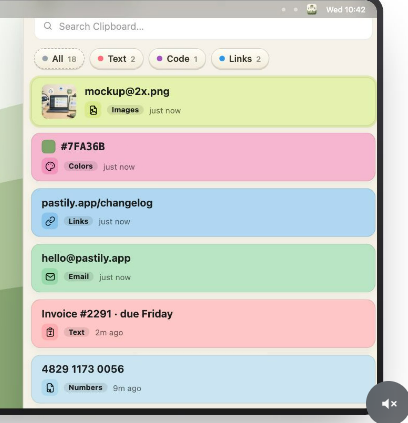 Wed 10:42
Search Clipboard...
All 18 Text 2 Code 1 Links 2
mockup@2x.png
Images just now
#7FA36B
Colors just now
pastily.app/changelog
Links just now
hello@pastily.app
Email just now
Invoice #2291 · due Friday
Text 2m ago
4829 1173 0056
Numbers 9m ago